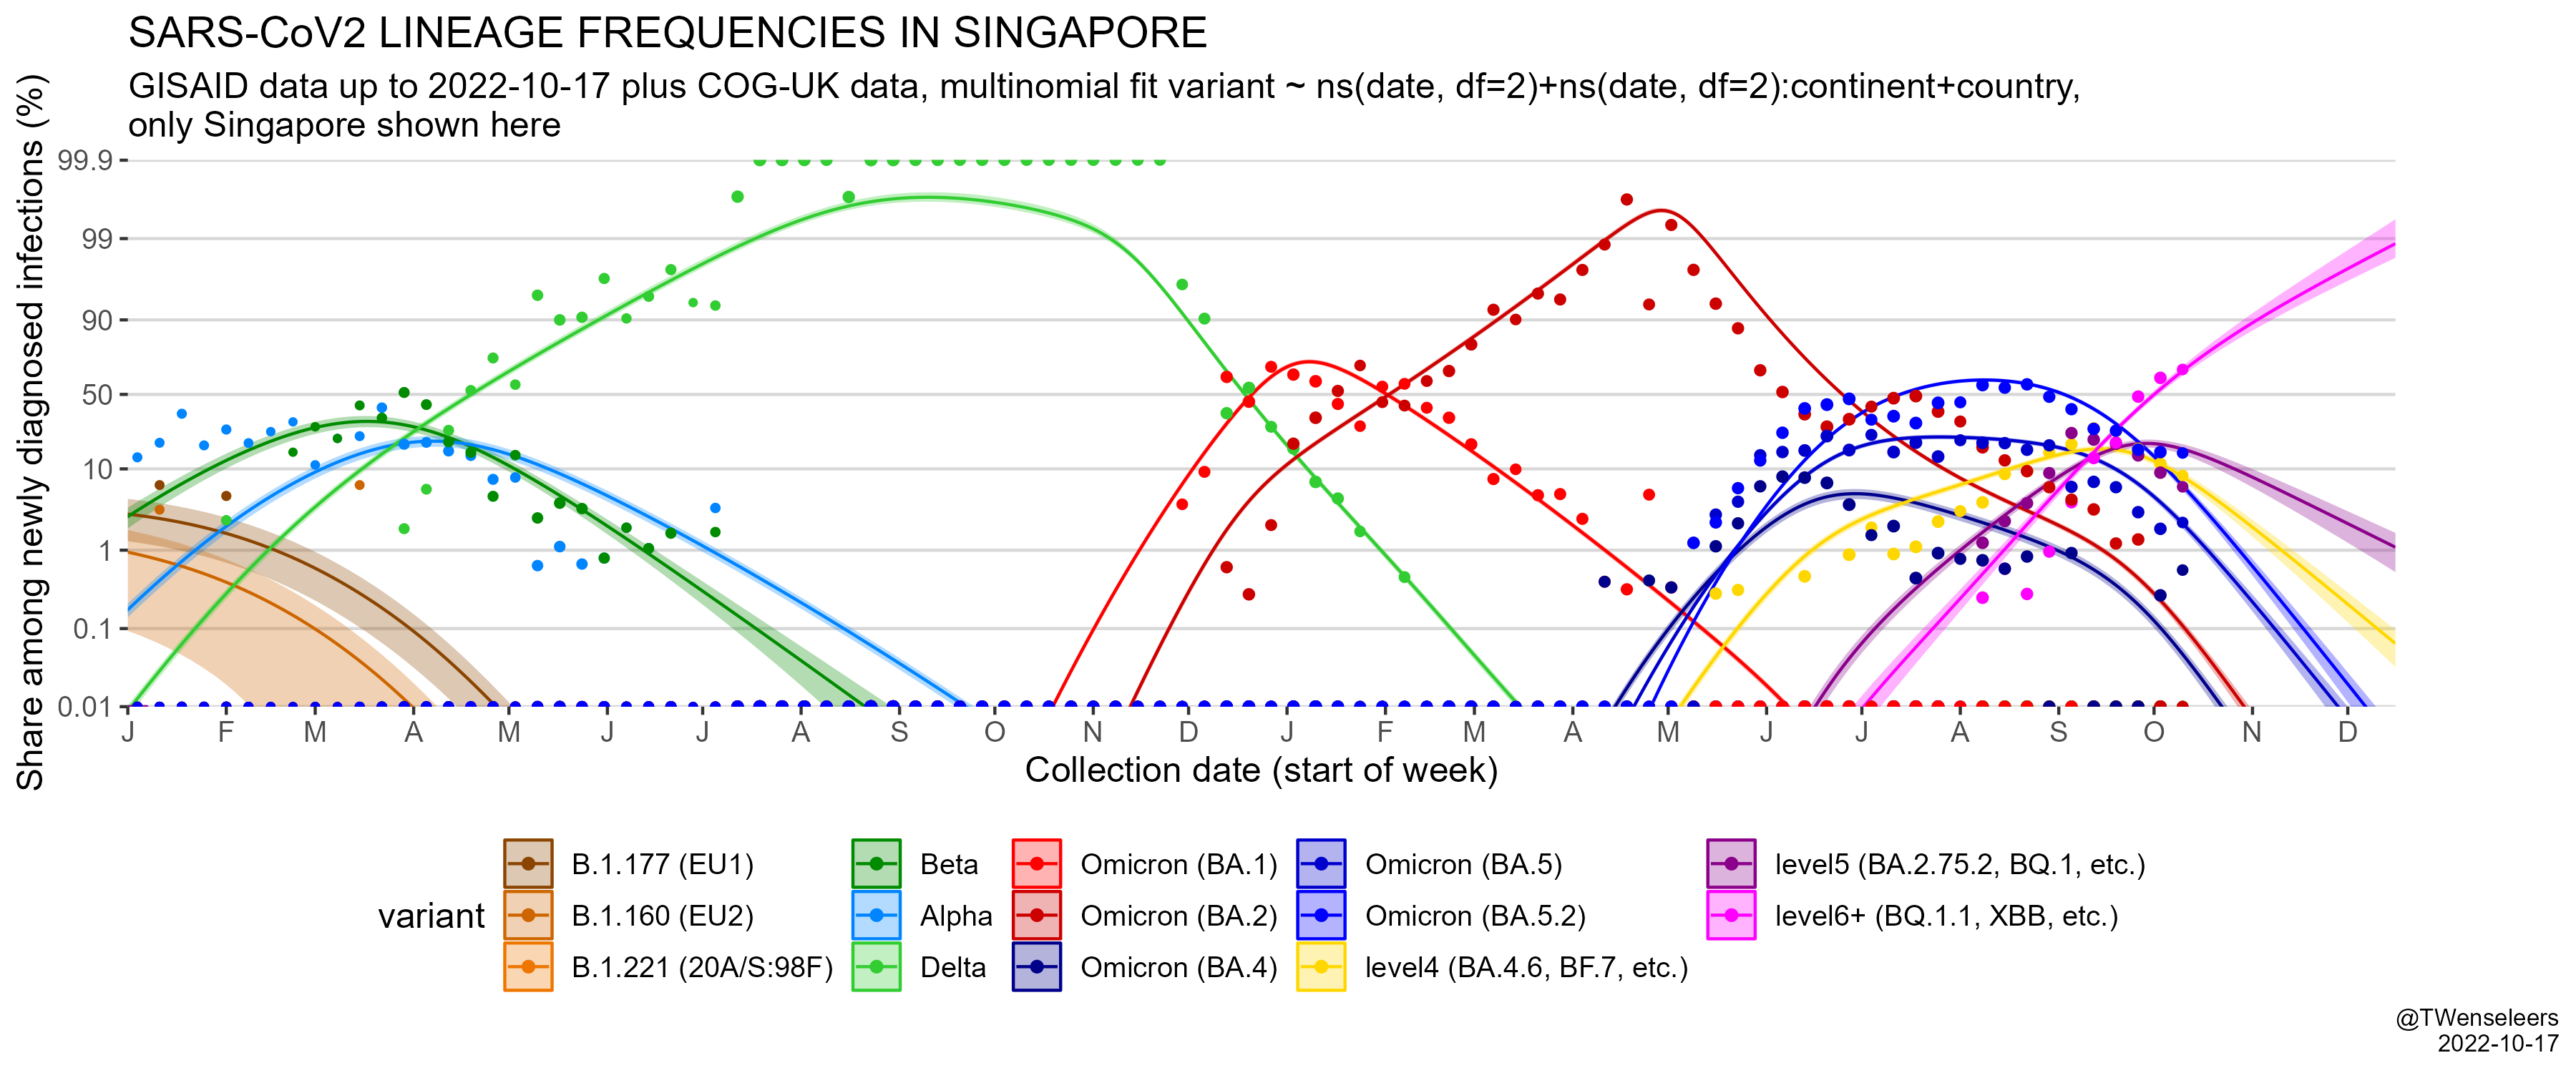 SARS-CoV2 LINEAGE FREQUENCIES IN SINGAPORE
GISAID data up to 2022-10-17 plus COG-UK data, multinomial fit variant ~ ns(date, df=2)+ns(date, df=2):continent+country,
only Singapore shown here
Share among newly diagnosed infections (%)
99.9
99
90
50
10
1
0.1
0.01
J F M A M J J A S O N D J F M A M J J A S O N D
Collection date (start of week)
variant
B.1.177 (EU1)
B.1.160 (EU2)
B.1.221 (20A/S:98F)
Beta
Alpha
Delta
Omicron (BA.1)
Omicron (BA.2)
Omicron (BA.4)
Omicron (BA.5)
Omicron (BA.5.2)
level4 (BA.4.6, BF.7, etc.)
level5 (BA.2.75.2, BQ.1, etc.)
level6+ (BQ.1.1, XBB, etc.)
@TWenseleers
2022-10-17